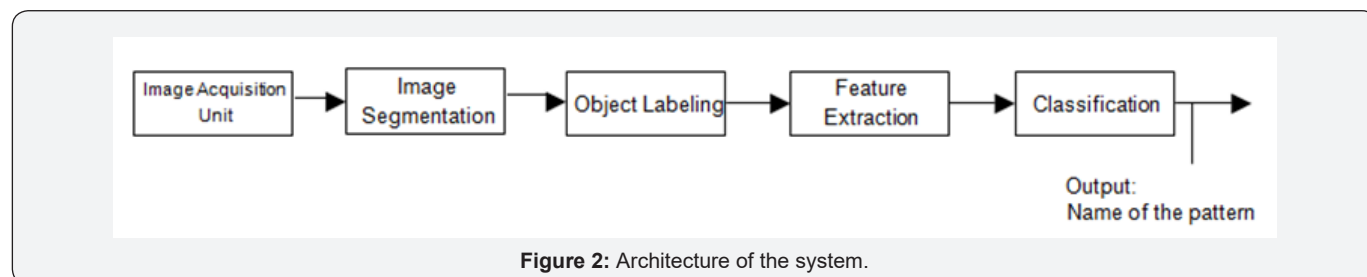 Image Acquisition
Unit
Image
Segmentation
Object Labeling
Feature
Extraction
Classification
Output:
Name of the pattern
Figure 2: Architecture of the system.